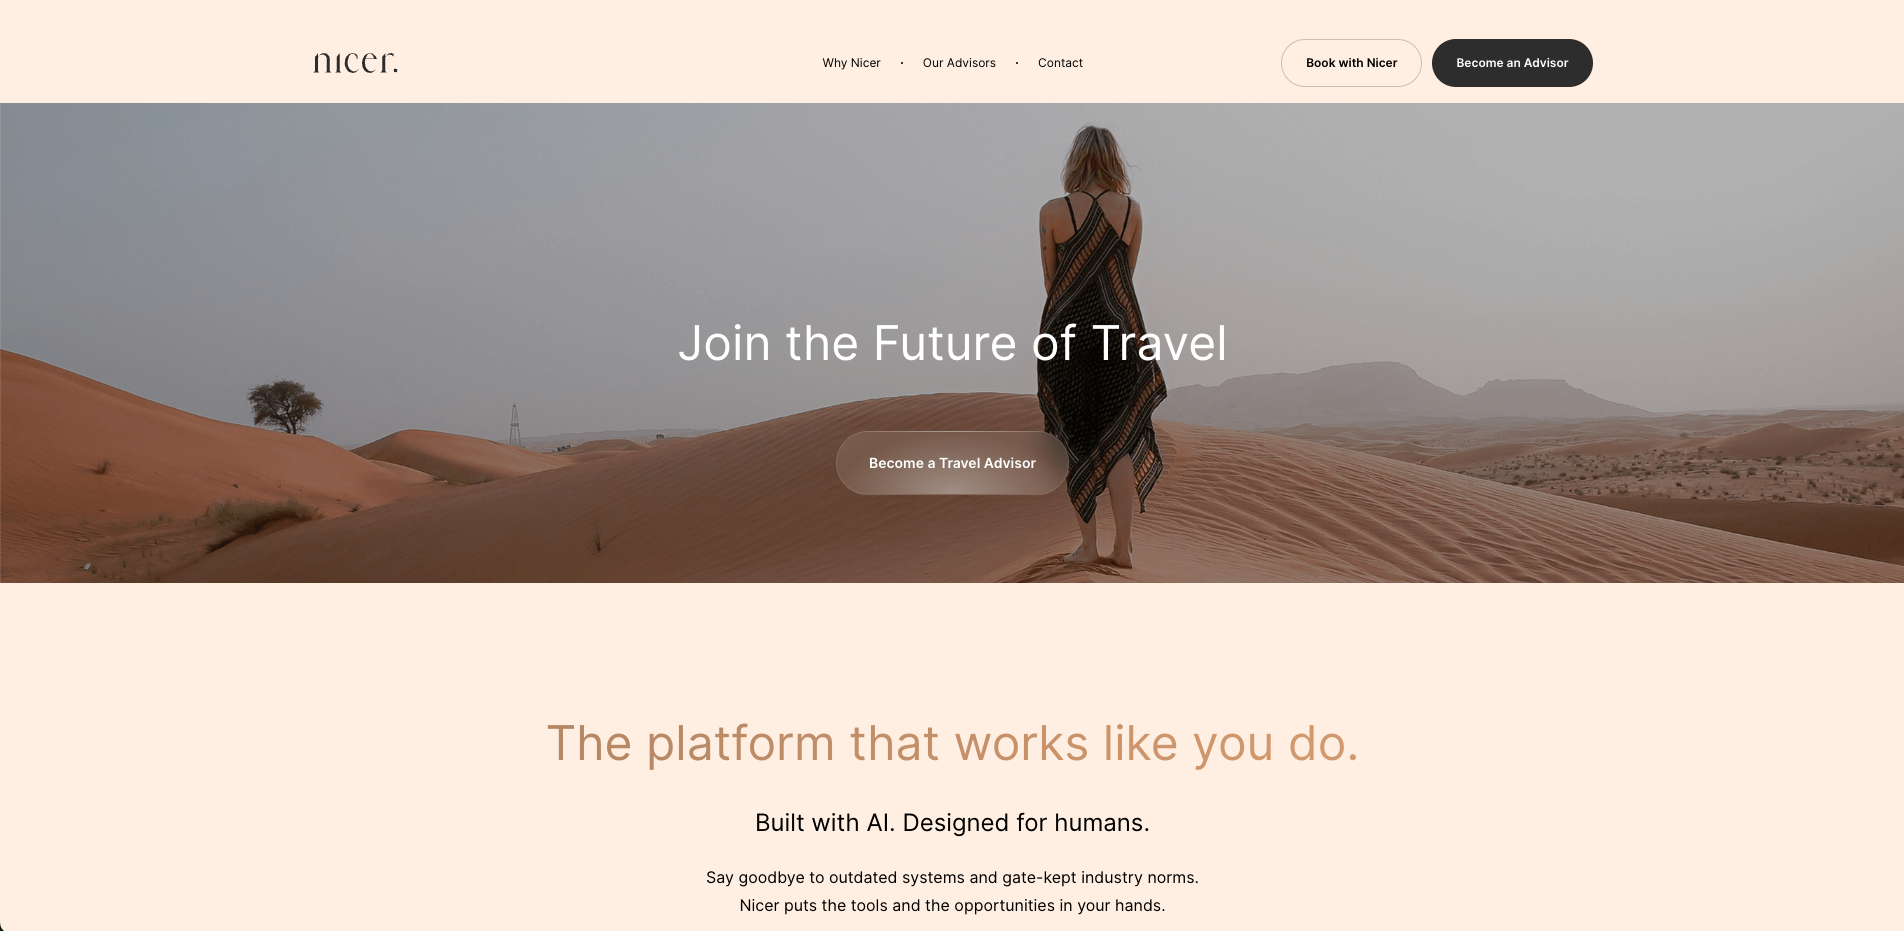 nicer.
Why Nicer · Our Advisors · Contact
Book with Nicer
Become an Advisor
Join the Future of Travel
Become a Travel Advisor
The platform that works like you do.
Built with AI. Designed for humans.
Say goodbye to outdated systems and gate-kept industry norms.
Nicer puts the tools and the opportunities in your hands.